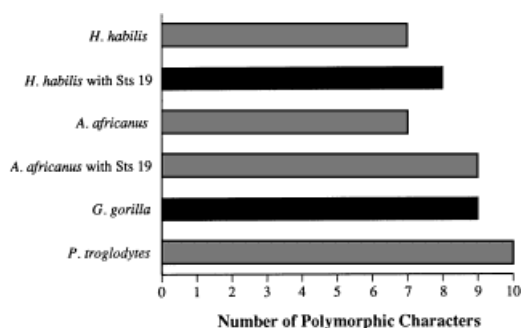 H. habilis
H. habilis with Sts 19
A. africanus
A. africanus with Sts 19
G. gorilla
P. troglodytes
0 1 2 3 4 5 6 7 8 9 10
Number of Polymorphic Characters